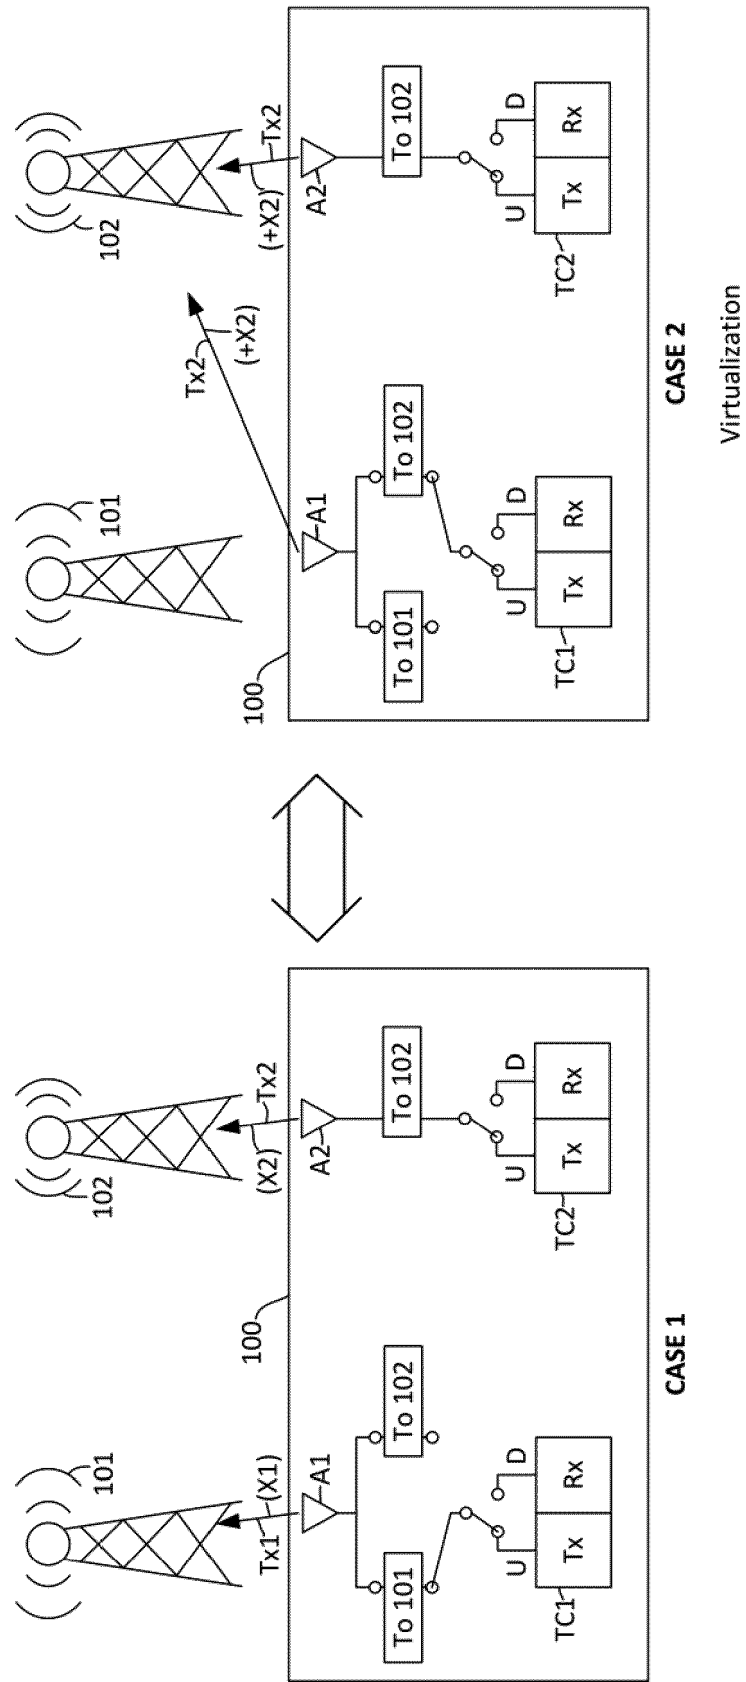 101
102
Tx1
(X1)
(X2)
Tx2
100
A1
A2
To 101
To 102
To 102
U
D
U
D
TC1
Tx
Rx
TC2
Tx
Rx
CASE 1
101
102
Tx2
(+X2)
(+X2)
Tx2
100
A1
A2
To 101
To 102
To 102
U
D
U
D
TC1
Tx
Rx
TC2
Tx
Rx
CASE 2
Virtualization